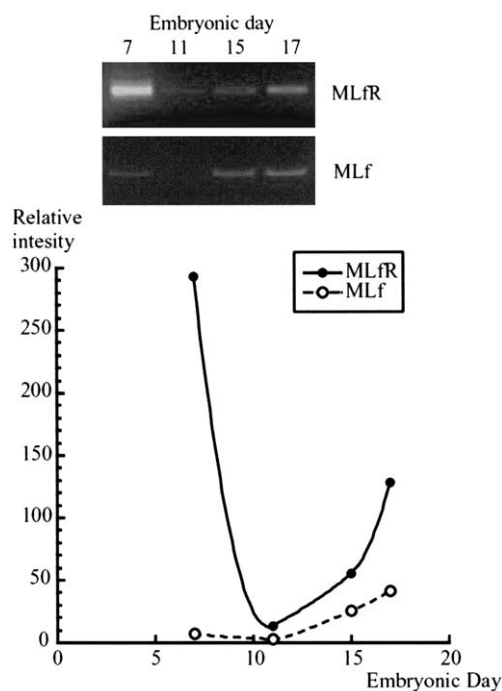 Embryonic day
7 11 15 17
MLfR
MLf
Relative
intesity
MLfR
MLf
300
250
200
150
100
50
0
0 5 10 15 20
Embryonic Day